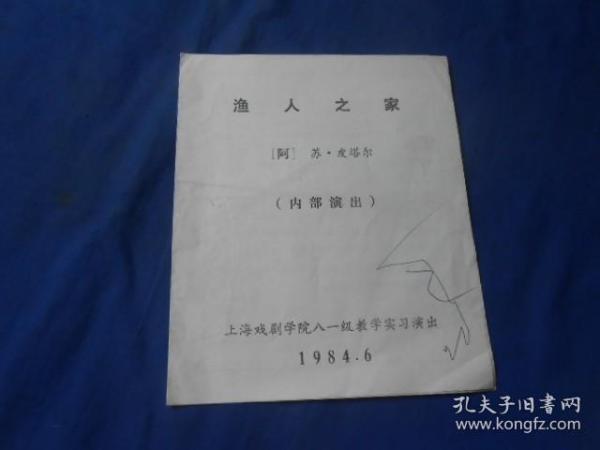 渔人之家
[阿] 苏·皮塔尔
(内部演出)
上海戏剧学院八一级教学实习演出
1984.6
孔夫子旧書网
www.kongfz.com